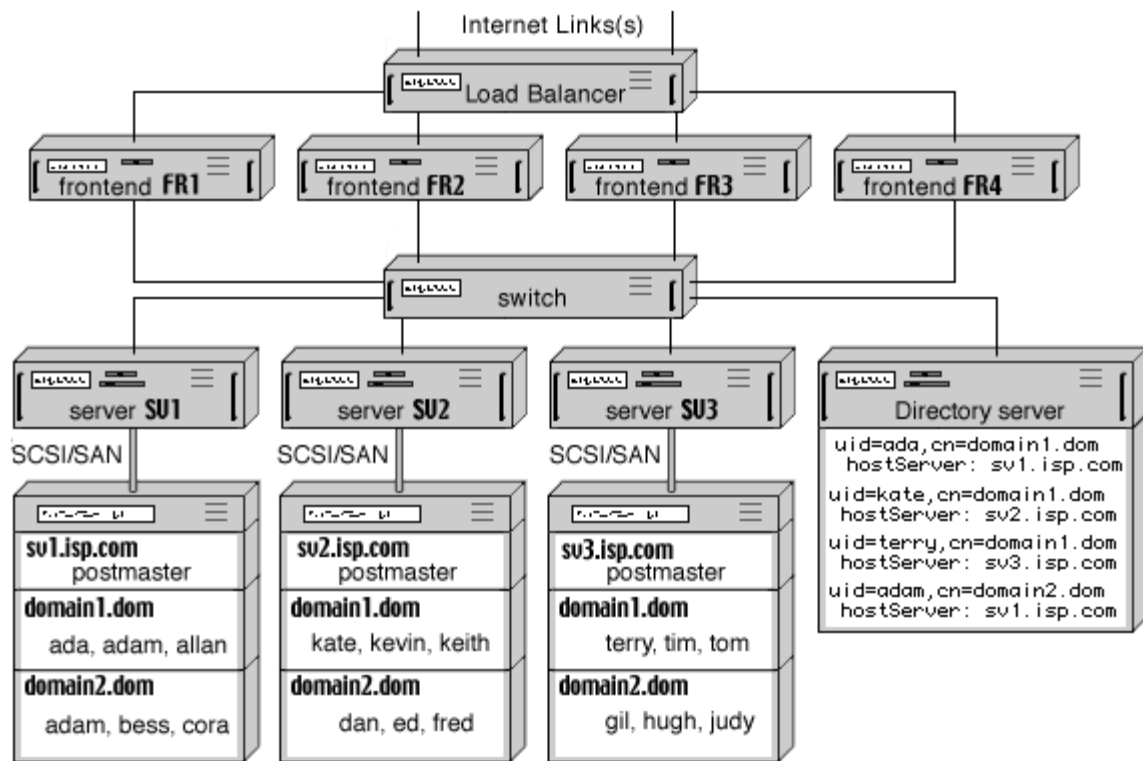 Internet Links(s)
Load Balancer
frontend FR1
frontend FR2
frontend FR3
frontend FR4
switch
server SV1
server SV2
server SV3
Directory server
SCSI/SAN
SCSI/SAN
SCSI/SAN
sv1.isp.com
postmaster
domain1.dom
ada, adam, allan
domain2.dom
adam, bess, cora
sv2.isp.com
postmaster
domain1.dom
kate, kevin, keith
domain2.dom
dan, ed, fred
sv3.isp.com
postmaster
domain1.dom
terry, tim, tom
domain2.dom
gil, hugh, judy
uid=ada,cn=domain1.dom
hostServer: sv1.isp.com
uid=kate,cn=domain1.dom
hostServer: sv2.isp.com
uid=terry,cn=domain1.dom
hostServer: sv3.isp.com
uid=adam,cn=domain2.dom
hostServer: sv1.isp.com